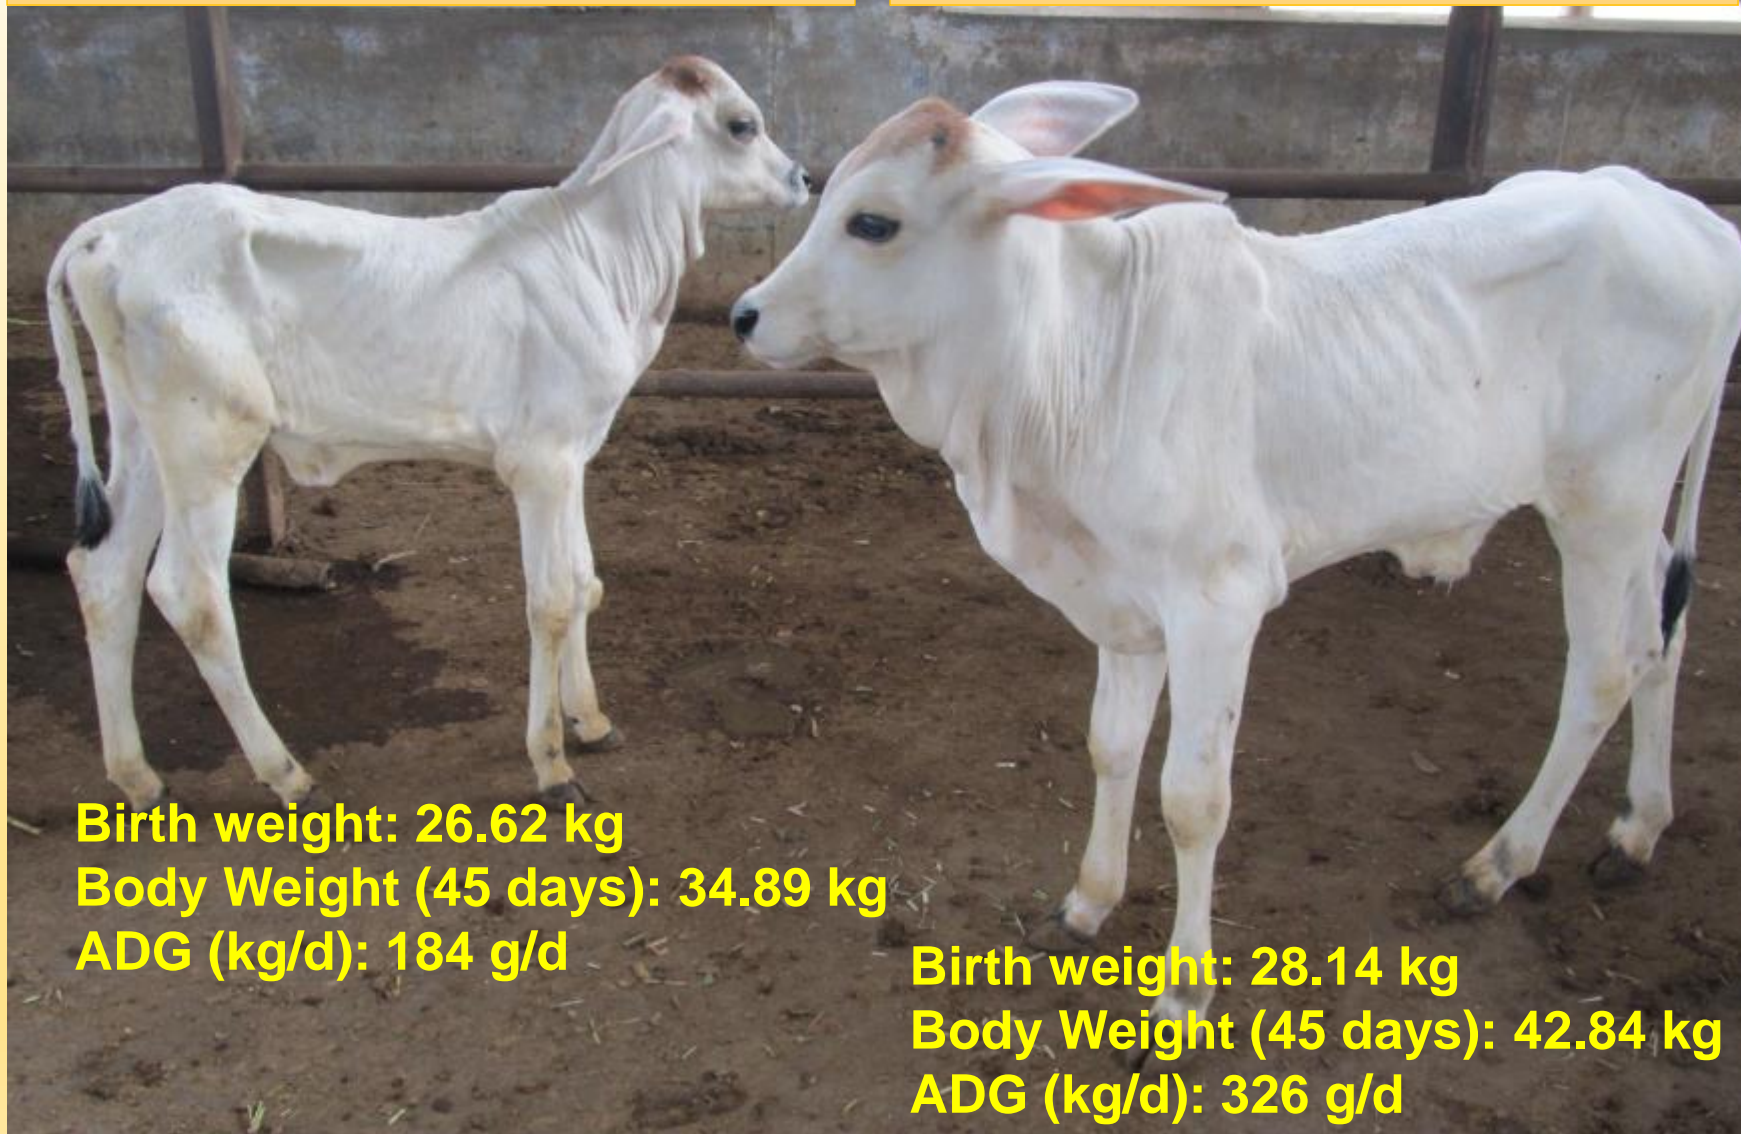 Birth weight: 26.62 kg
Body Weight (45 days): 34.89 kg
ADG (kg/d): 184 g/d
Birth weight: 28.14 kg
Body Weight (45 days): 42.84 kg
ADG (kg/d): 326 g/d